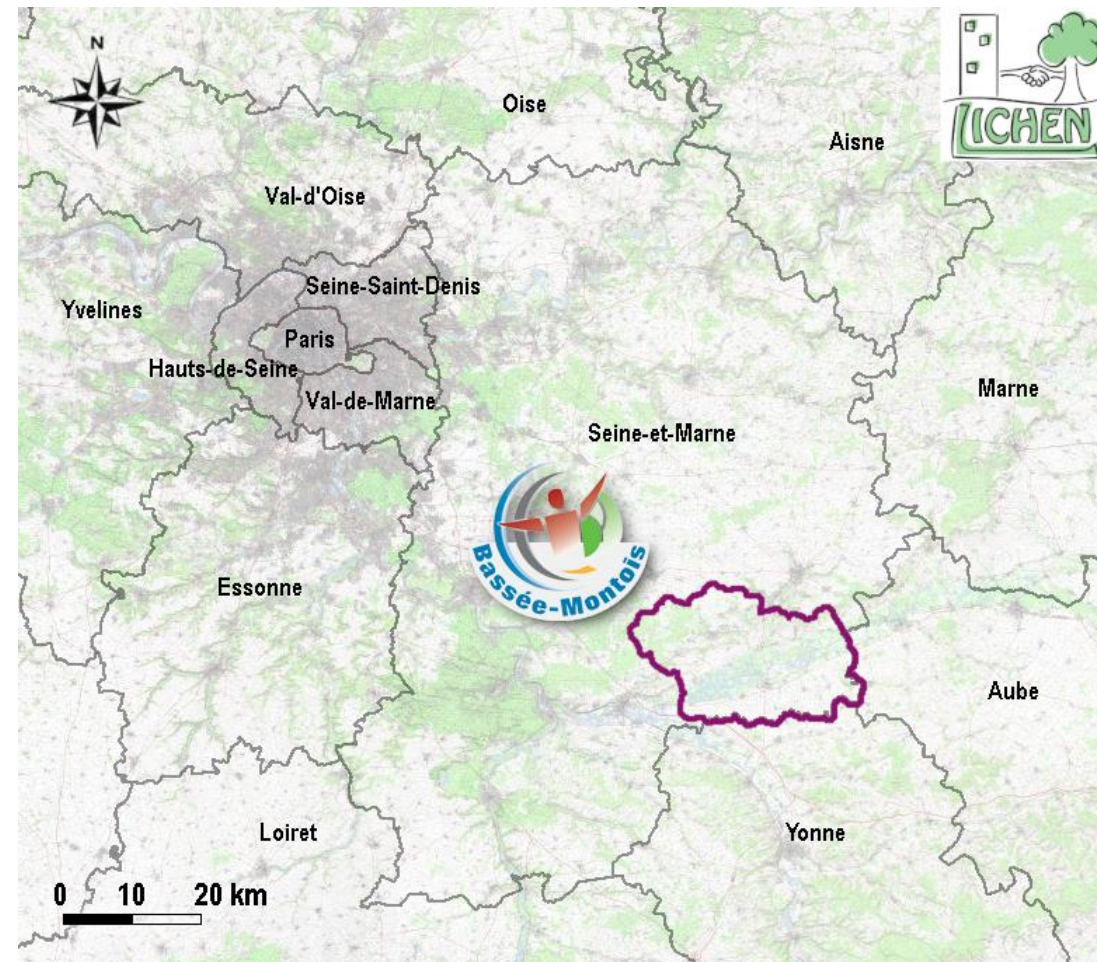 N
Oise
LICHEN
Aisne
Val-d'Oise
Seine-Saint-Denis
Yvelines
Paris
Hauts-de-Seine
Val-de-Marne
Marne
Seine-et-Marne
Bassée-Montois
Essonne
Aube
Loiret
Yonne
0 10 20 km